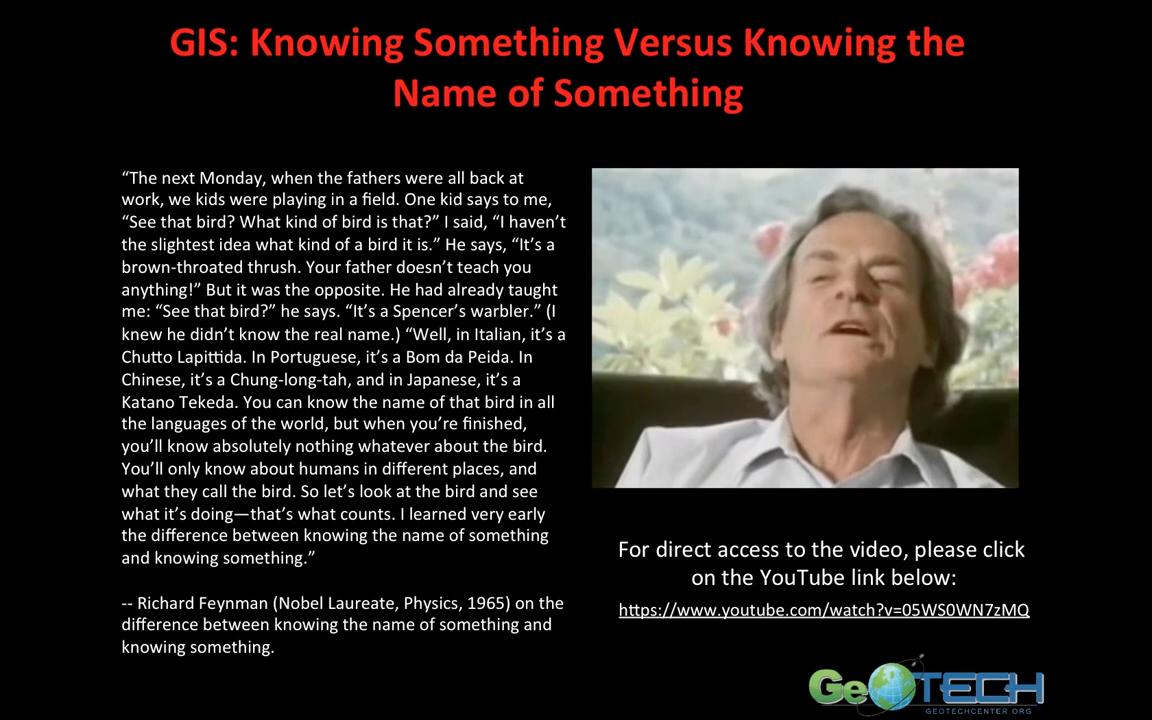 GIS: Knowing Something Versus Knowing the
Name of Something
“The next Monday, when the fathers were all back at
work, we kids were playing in a field. One kid says to me,
“See that bird? What kind of bird is that?” I said, “I haven’t
the slightest idea what kind of a bird it is.” He says, “It’s a
brown-throated thrush. Your father doesn’t teach you
anything!” But it was the opposite. He had already taught
me: “See that bird?” he says. “It’s a Spencer’s warbler.” (I
knew he didn’t know the real name.) “Well, in Italian, it’s a
Chutto Lapittida. In Portuguese, it’s a Bom da Peida. In
Chinese, it’s a Chung-long-tah, and in Japanese, it’s a
Katano Tekeda. You can know the name of that bird in all
the languages of the world, but when you’re finished,
you’ll know absolutely nothing whatever about the bird.
You’ll only know about humans in different places, and
what they call the bird. So let’s look at the bird and see
what it’s doing—that’s what counts. I learned very early
the difference between knowing the name of something
and knowing something.”
-- Richard Feynman (Nobel Laureate, Physics, 1965) on the
difference between knowing the name of something and
knowing something.
For direct access to the video, please click
on the YouTube link below:
https://www.youtube.com/watch?v=05WS0WN7zMQ
GeoTECH
GEOTECHCENTER.ORG